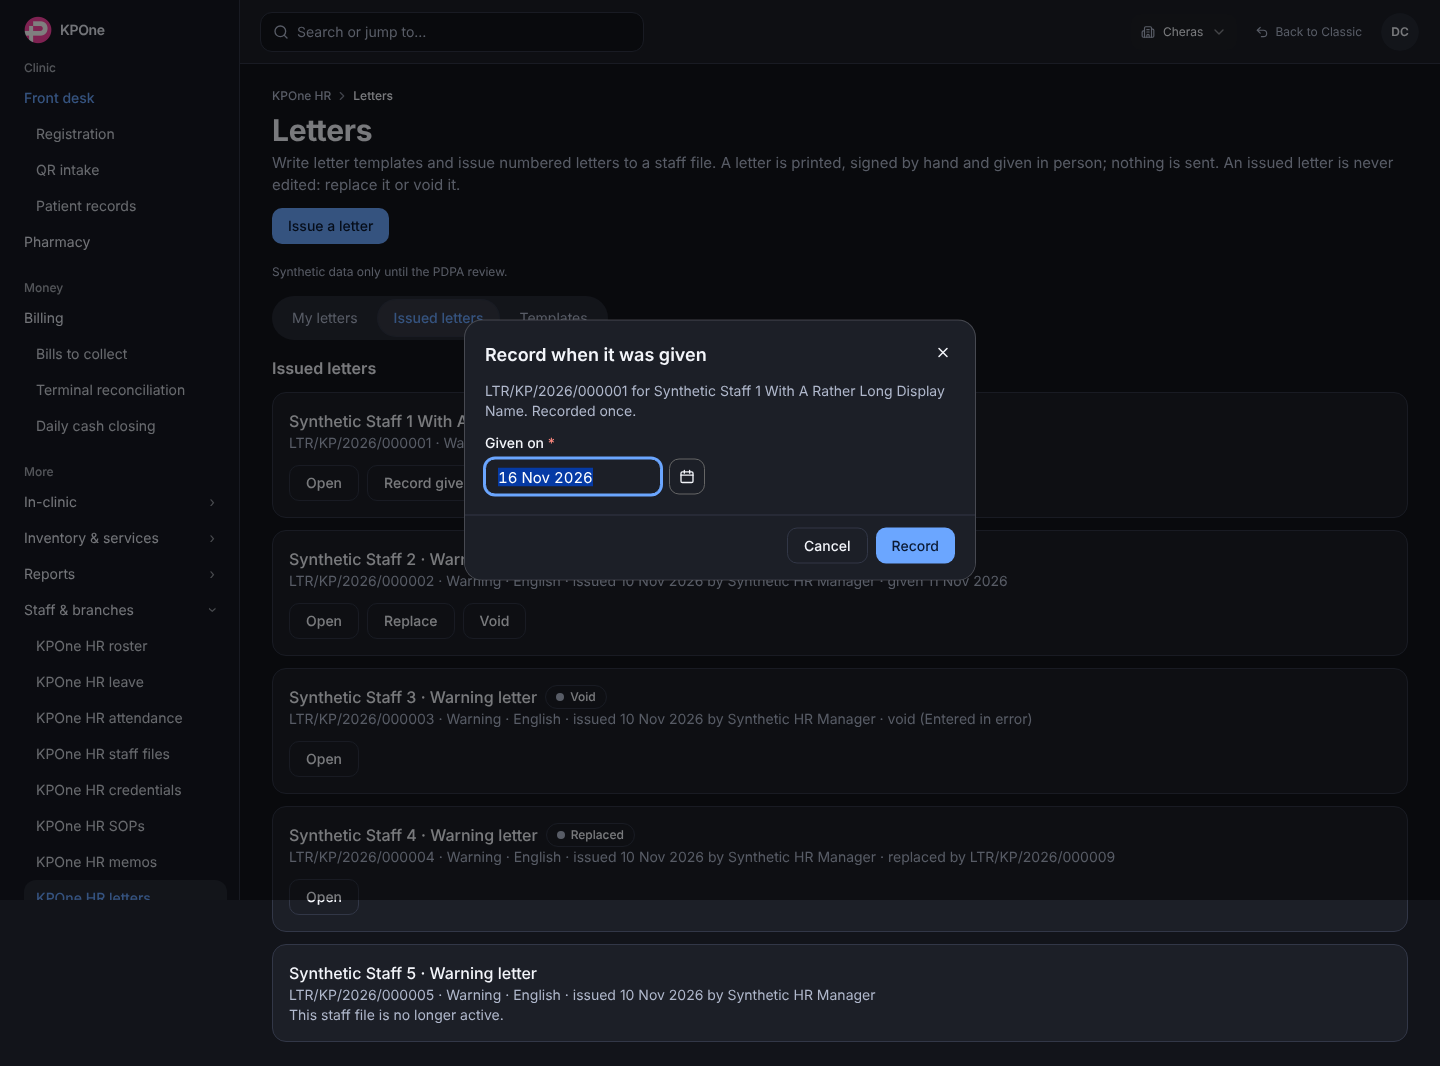 KPOne
Search or jump to...
Cheras
Back to Classic
DC
Clinic
Front desk
Registration
QR intake
Patient records
Pharmacy
Money
Billing
Bills to collect
Terminal reconciliation
Daily cash closing
More
In-clinic
Inventory & services
Reports
Staff & branches
KPOne HR roster
KPOne HR leave
KPOne HR attendance
KPOne HR staff files
KPOne HR credentials
KPOne HR SOPs
KPOne HR memos
KPOne HR letters
KPOne HR > Letters
Letters
Write letter templates and issue numbered letters to a staff file. A letter is printed, signed by hand and given in person; nothing is sent. An issued letter is never
edited: replace it or void it.
Issue a letter
Synthetic data only until the PDPA review.
My letters
Issued letters
Templates
Issued letters
Synthetic Staff 1 With A
LTR/KP/2026/000001 · Wa
Open
Record give
Record when it was given
LTR/KP/2026/000001 for Synthetic Staff 1 With A Rather Long Display
Name. Recorded once.
Given on *
16 Nov 2026
Cancel
Record
Synthetic Staff 2 · Warn
LTR/KP/2026/000002 · Warning · English · issued 10 Nov 2026 by Synthetic HR Manager · given 11 Nov 2026
Open
Replace
Void
Synthetic Staff 3 · Warning letter
Void
LTR/KP/2026/000003 · Warning · English · issued 10 Nov 2026 by Synthetic HR Manager · void (Entered in error)
Open
Synthetic Staff 4 · Warning letter
Replaced
LTR/KP/2026/000004 · Warning · English · issued 10 Nov 2026 by Synthetic HR Manager · replaced by LTR/KP/2026/000009
Open
Synthetic Staff 5 · Warning letter
LTR/KP/2026/000005 · Warning · English · issued 10 Nov 2026 by Synthetic HR Manager
This staff file is no longer active.